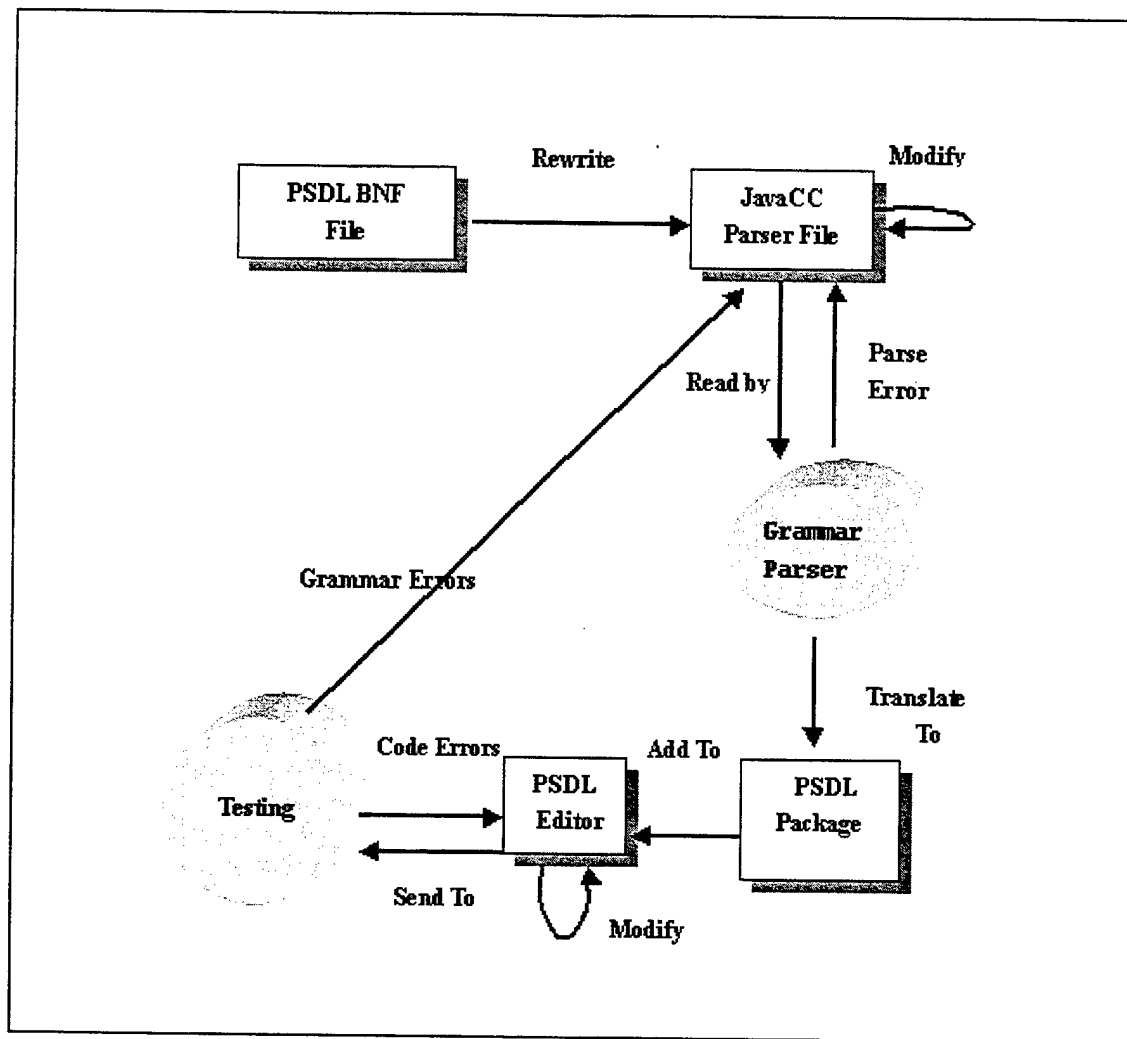 Rewrite
Modify
PSDL BNF
File
JavaCC
Parser File
Read by
Parse
Error
Grammar
Parser
Grammar Errors
Translate
To
Code Errors
Add To
PSDL
Editor
PSDL
Package
Testing
Send To
Modify